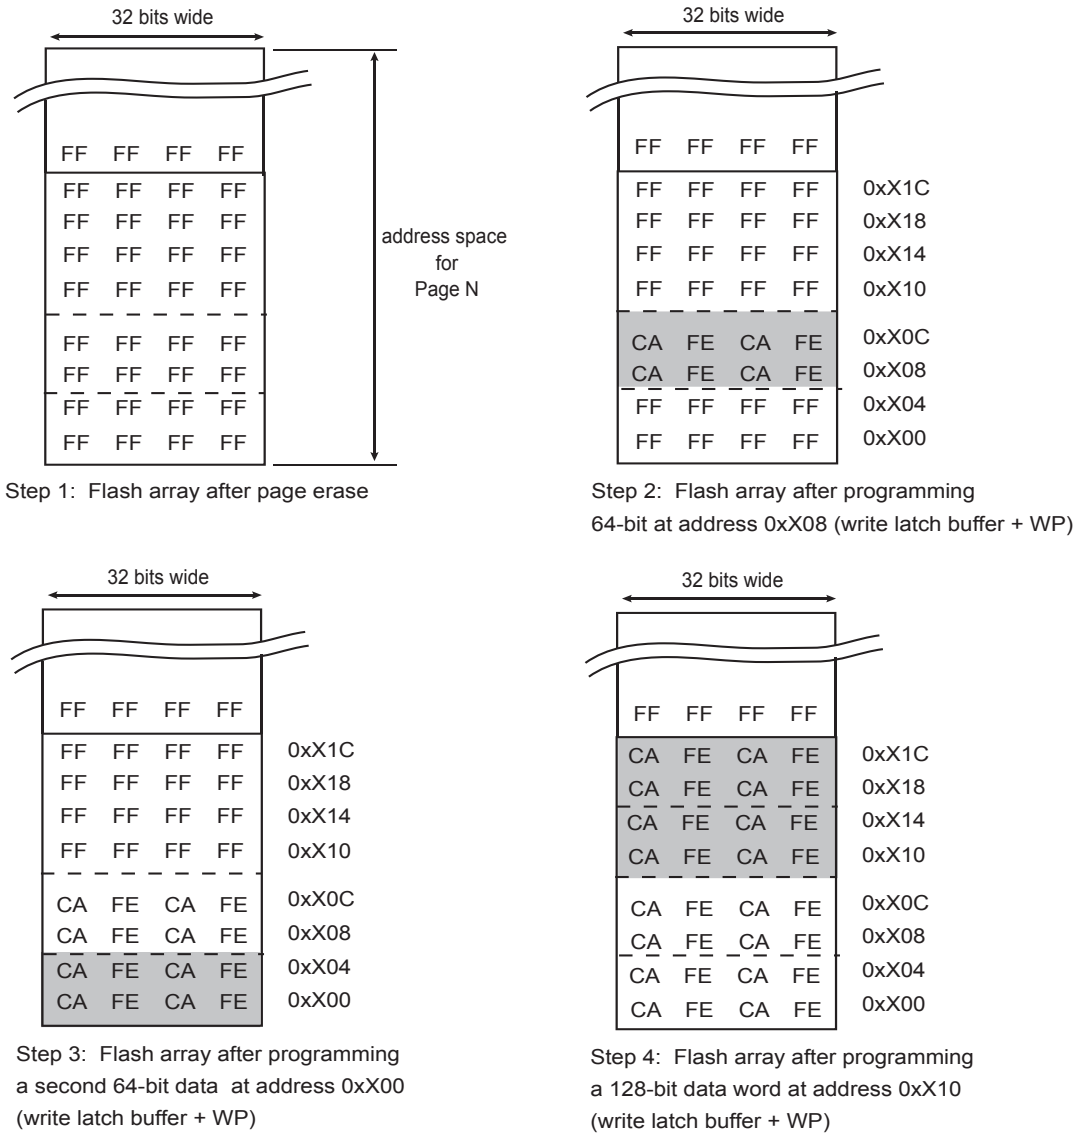 32 bits wide
FF FF FF FF
FF FF FF FF
FF FF FF FF
FF FF FF FF
FF FF FF FF
FF FF FF FF
FF FF FF FF
FF FF FF FF
FF FF FF FF
address space
for
Page N
Step 1: Flash array after page erase
32 bits wide
FF FF FF FF
FF FF FF FF 0xX1C
FF FF FF FF 0xX18
FF FF FF FF 0xX14
FF FF FF FF 0xX10
CA FE CA FE 0xX0C
CA FE CA FE 0xX08
FF FF FF FF 0xX04
FF FF FF FF 0xX00
Step 2: Flash array after programming
64-bit at address 0xX08 (write latch buffer + WP)
32 bits wide
FF FF FF FF
FF FF FF FF 0xX1C
FF FF FF FF 0xX18
FF FF FF FF 0xX14
FF FF FF FF 0xX10
CA FE CA FE 0xX0C
CA FE CA FE 0xX08
CA FE CA FE 0xX04
CA FE CA FE 0xX00
Step 3: Flash array after programming
a second 64-bit data at address 0xX00
(write latch buffer + WP)
32 bits wide
FF FF FF FF
CA FE CA FE 0xX1C
CA FE CA FE 0xX18
CA FE CA FE 0xX14
CA FE CA FE 0xX10
CA FE CA FE 0xX0C
CA FE CA FE 0xX08
CA FE CA FE 0xX04
CA FE CA FE 0xX00
Step 4: Flash array after programming
a 128-bit data word at address 0xX10
(write latch buffer + WP)